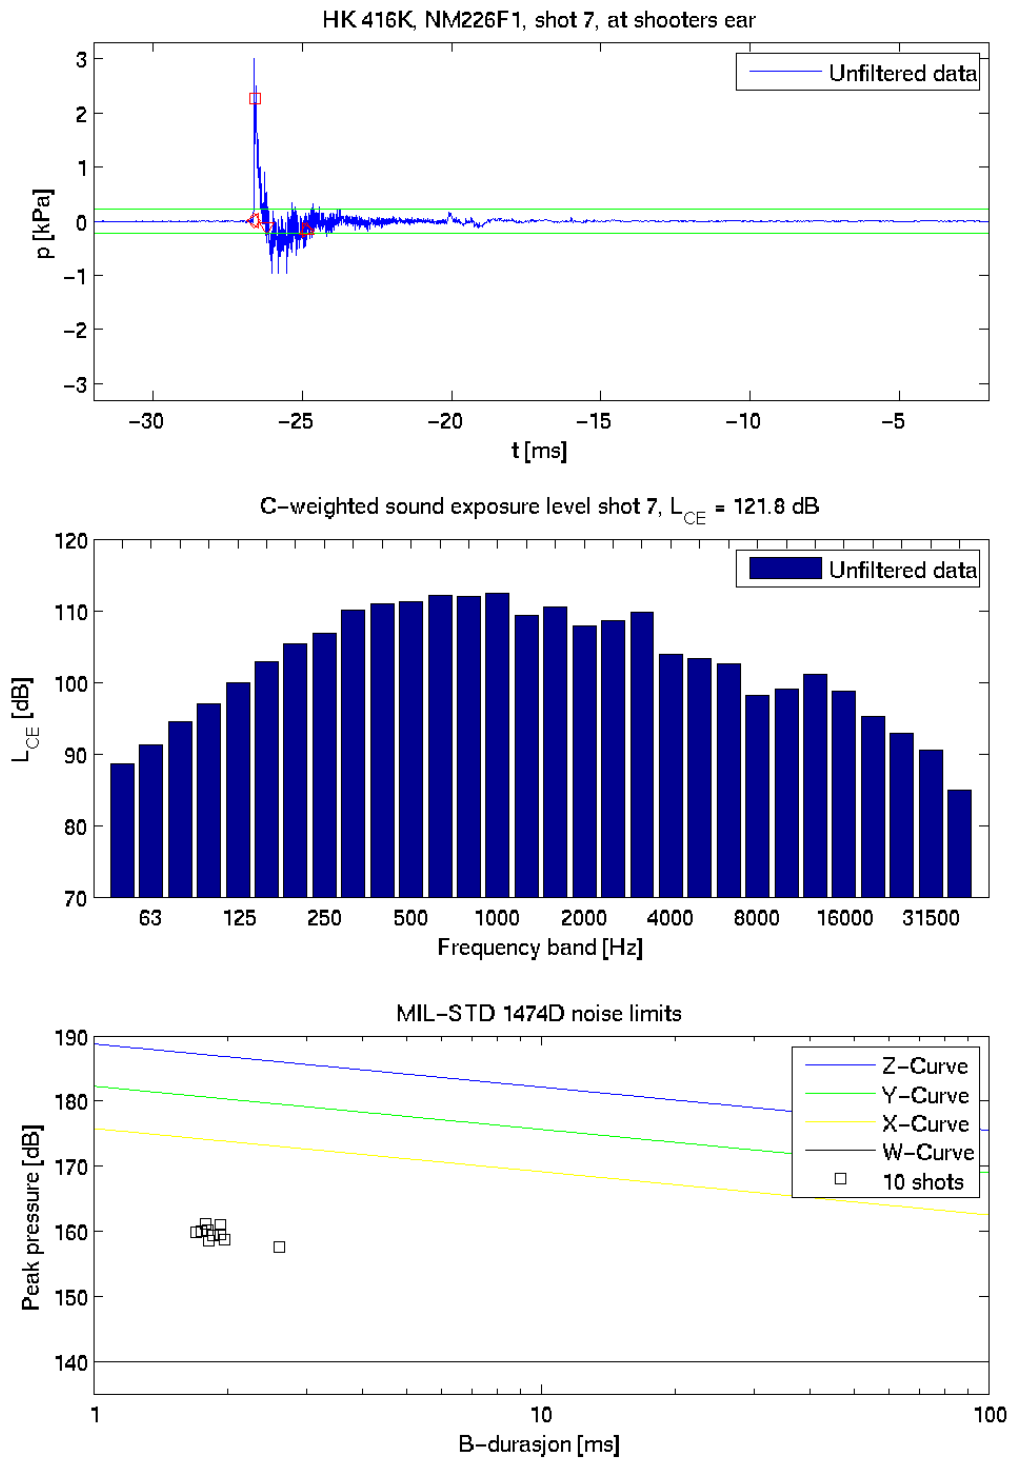 HK 416K, NM226F1, shot 7, at shooters ear
Unfiltered data
3
2
1
0
−1
−2
−3
p [kPa]
−30 −25 −20 −15 −10 −5
t [ms]
C−weighted sound exposure level shot 7, L_CE = 121.8 dB
Unfiltered data
120
110
100
90
80
70
L_CE [dB]
63 125 250 500 1000 2000 4000 8000 16000 31500
Frequency band [Hz]
MIL−STD 1474D noise limits
Z−Curve
Y−Curve
X−Curve
W−Curve
10 shots
190
180
170
160
150
140
Peak pressure [dB]
1 10 100
B−durasjon [ms]